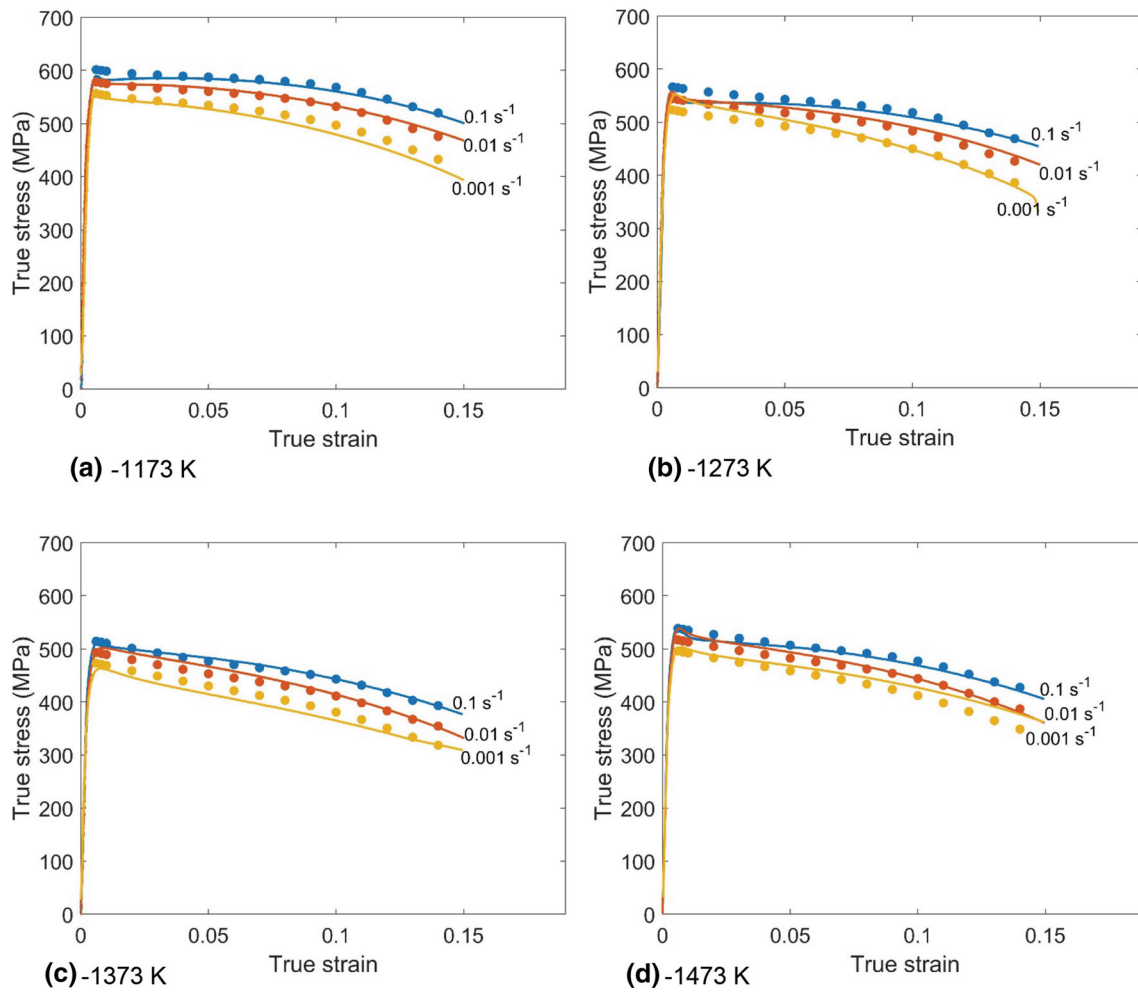 700
600
500
400
300
200
100
0
True stress (MPa)
0.1 s⁻¹
0.01 s⁻¹
0.001 s⁻¹
0 0.05 0.1 0.15
True strain
(a) -1173 K
700
600
500
400
300
200
100
0
True stress (MPa)
0.1 s⁻¹
0.01 s⁻¹
0.001 s⁻¹
0 0.05 0.1 0.15
True strain
(b) -1273 K
700
600
500
400
300
200
100
0
True stress (MPa)
0.1 s⁻¹
0.01 s⁻¹
0.001 s⁻¹
0 0.05 0.1 0.15
True strain
(c) -1373 K
700
600
500
400
300
200
100
0
True stress (MPa)
0.1 s⁻¹
0.01 s⁻¹
0.001 s⁻¹
0 0.05 0.1 0.15
True strain
(d) -1473 K